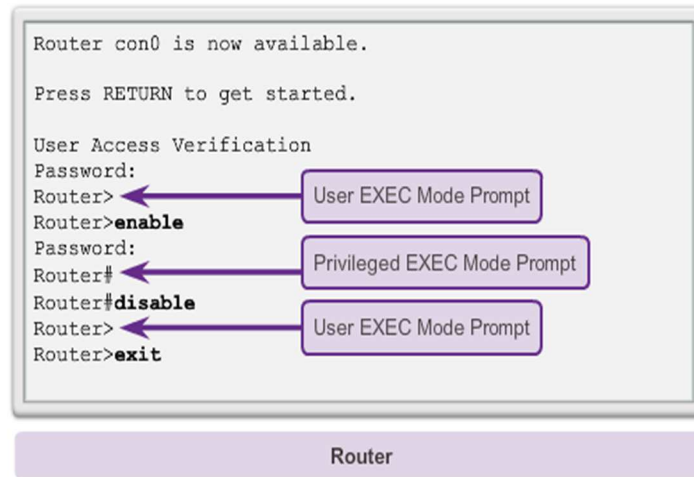 Router con0 is now available.
Press RETURN to get started.
User Access Verification
Password:
Router>
User EXEC Mode Prompt
Router>enable
Password:
Router#
Privileged EXEC Mode Prompt
Router#disable
Router>
User EXEC Mode Prompt
Router>exit
Router